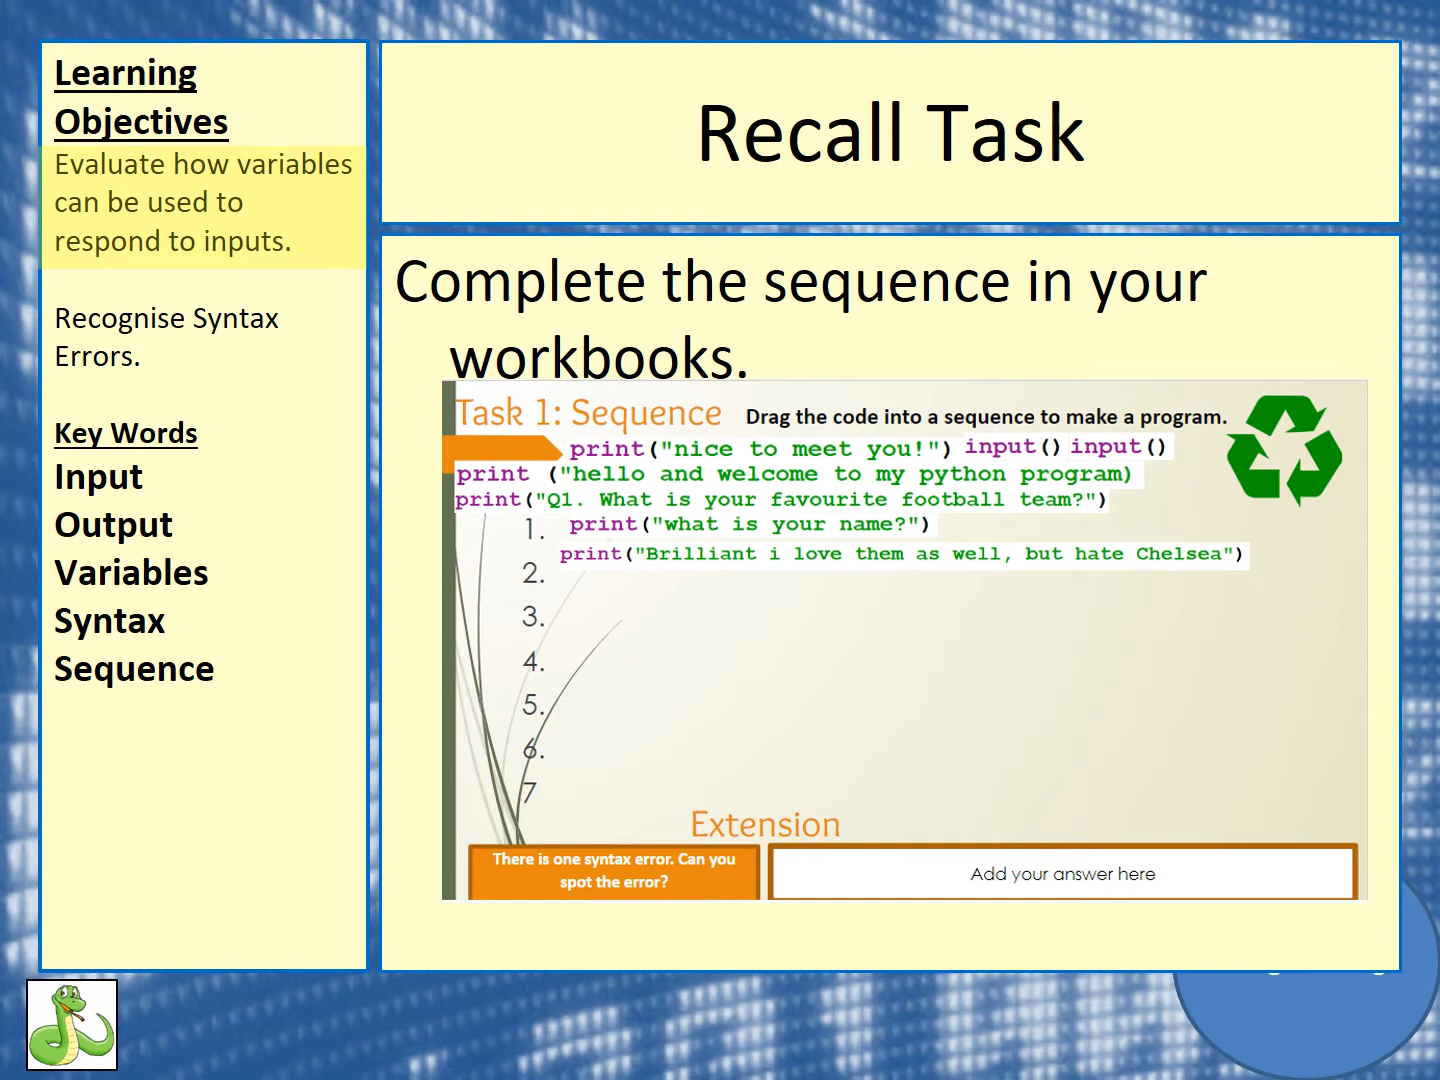 Learning
Objectives
Evaluate how variables
can be used to
respond to inputs.
Recognise Syntax
Errors.
Key Words
Input
Output
Variables
Syntax
Sequence
Recall Task
Complete the sequence in your
workbooks.
Task 1: Sequence Drag the code into a sequence to make a program.
print("nice to meet you!") input() input()
print ("hello and welcome to my python program)
print("Q1. What is your favourite football team?")
1. print("what is your name?")
print("Brilliant i love them as well, but hate Chelsea")
2.
3.
4.
5.
6.
7
Extension
There is one syntax error. Can you
spot the error?
Add your answer here